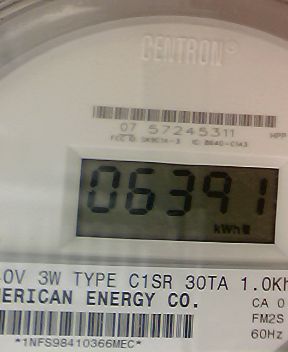 CENTRON®
07 57245311
06391
kWh
0V 3W TYPE C1SR 30TA 1.0Kh
ERICAN ENERGY CO.
CA 0
FM2S
60Hz
*1NFS98410366MEC*